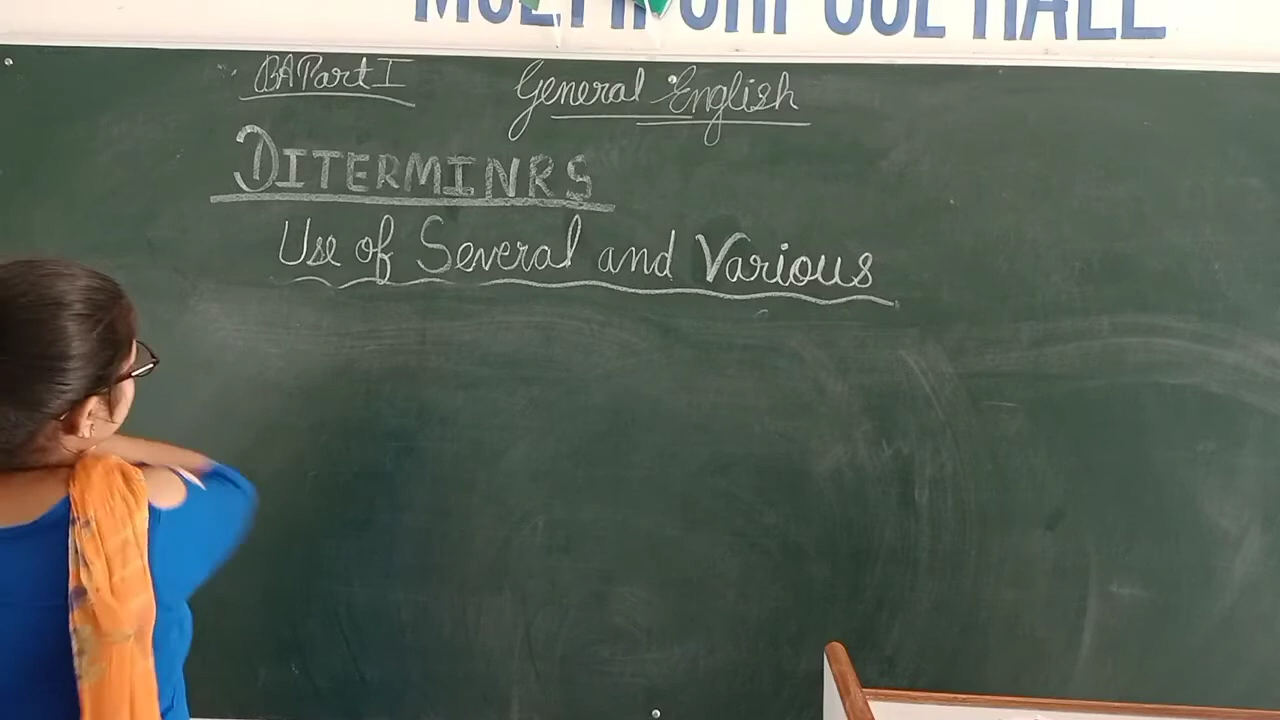 MULTIPURPOSE HALL
BA Part I
General English
DITERMINRS
Use of Several and Various